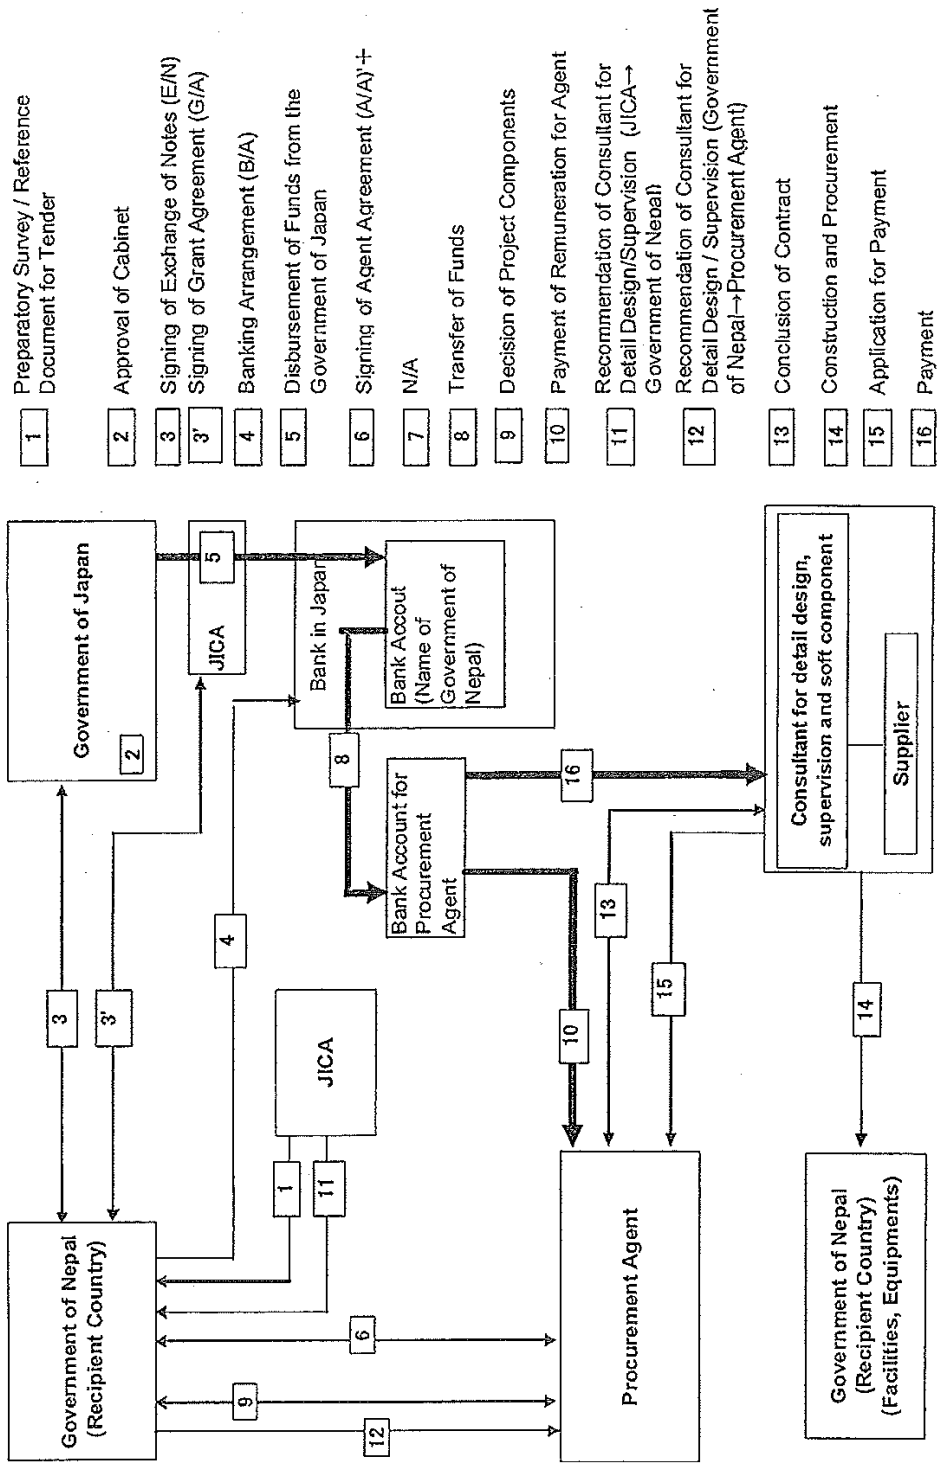 Government of Nepal
(Recipient Country)
3
3'
Government of Japan
2
4
JICA
5
1
11
JICA
Bank in Japan
Bank Accout
(Name of
Government of
Nepal)
6
9
12
8
Bank Account for
Procurement
Agent
10
16
13
15
Procurement Agent
Consultant for detail design,
supervision and soft component
Supplier
14
Government of Nepal
(Recipient Country)
(Facilities, Equipments)
1 Preparatory Survey / Reference
Document for Tender
2 Approval of Cabinet
3 Signing of Exchange of Notes (E/N)
3' Signing of Grant Agreement (G/A)
4 Banking Arrangement (B/A)
5 Disbursement of Funds from the
Government of Japan
6 Signing of Agent Agreement (A/A)'+
7 N/A
8 Transfer of Funds
9 Decision of Project Components
10 Payment of Remuneration for Agent
11 Recommendation of Consultant for
Detail Design/Supervision (JICA→
Government of Nepal)
12 Recommendation of Consultant for
Detail Design / Supervision (Government
of Nepal→Procurement Agent)
13 Conclusion of Contract
14 Construction and Procurement
15 Application for Payment
16 Payment